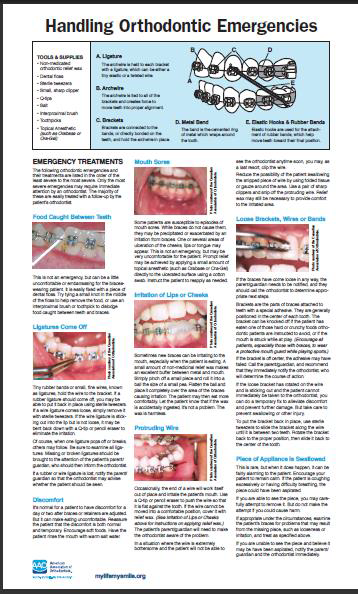 Handling Orthodontic Emergencies
TOOLS & SUPPLIES
• Non-medicated
orthodontic relief wax
• Dental floss
• Sterile tweezers
• Small, sharp clipper
• Q-tips
• Salt
• Interproximal brush
• Toothpicks
• Topical Anesthetic
(such as Orabase or
Ora-Gel)
A. Ligature
The archwire is held to each bracket
with a ligature, which can be either a
tiny elastic or a twisted wire.
B. Archwire
The archwire is tied to all of the
brackets and creates force to
move teeth into proper alignment.
C. Brackets
Brackets are connected to the
bands, or directly bonded on the
teeth, and hold the archwire in place.
B
C
D
A
E
D. Metal Band
The band is the cemented ring
of metal which wraps around
the tooth.
E. Elastic Hooks & Rubber Bands
Elastic hooks are used for the attach-
ment of rubber bands, which help
move teeth toward their final position.
EMERGENCY TREATMENTS
The following orthodontic emergencies and
their treatments are listed in the order of the
least severe to the most severe. Only the most
severe emergencies may require immediate
attention by an orthodontist. The majority of
these are easily treated with a follow-up by the
patient's orthodontist.
Food Caught Between Teeth
This is not an emergency, but can be a little
uncomfortable or embarrassing for the braces-
wearing patient. It is easily fixed with a piece of
dental floss. Try tying a small knot in the middle
of the floss to help remove the food, or use an
interproximal brush or toothpick to dislodge
food caught between teeth and braces.
Ligatures Come Off
Tiny rubber bands or small, fine wires, known
as ligatures, hold the wire to the bracket. If a
rubber ligature should come off, you may be
able to put it back in place using sterile tweezers.
If a wire ligature comes loose, simply remove it
with sterile tweezers. If the wire ligature is stick-
ing out into the lip but is not loose, it may be
bent back down with a Q-tip or pencil eraser to
eliminate the irritation.
Of course, when one ligature pops off or breaks,
others may follow. Be sure to examine all liga-
tures. Missing or broken ligatures should be
brought to the attention of the patient's parent/
guardian, who should then inform the orthodontist.
If a rubber or wire ligature is lost, notify the parent/
guardian so that the orthodontist may advise
whether the patient should be seen.
Discomfort
It's normal for a patient to have discomfort for a
day or two after braces or retainers are adjusted.
But it can make eating uncomfortable. Reassure
the patient that the discomfort is both normal
and temporary. Encourage soft foods. Have the
patient rinse the mouth with warm salt water.
Mouth Sores
Some patients are susceptible to episodes of
mouth sores. While braces do not cause them,
they may be precipitated or exacerbated by an
irritation from braces. One or several areas of
ulceration of the cheeks, lips or tongue may
appear. This is not an emergency, but may be
very uncomfortable for the patient. Prompt relief
may be achieved by applying a small amount of
topical anesthetic (such as Orabase or Ora-Gel)
directly to the ulcerated surface using a cotton
swab. Instruct the patient to reapply as needed.
Irritation of Lips or Cheeks
Sometimes new braces can be irritating to the
mouth, especially when the patient is eating. A
small amount of non-medicinal relief wax makes
an excellent buffer between metal and mouth.
Simply pinch off a small piece and roll it into a
ball the size of a small pea. Flatten the ball and
place it completely over the area of the braces
causing irritation. The patient may then eat more
comfortably. Let the patient know that if the wax
is accidentally ingested it's not a problem. The
wax is harmless.
Protruding Wire
Occasionally, the end of a wire will work itself
out of place and irritate the patient's mouth. Use
a Q-tip or pencil eraser to push the wire so that
it is flat against the tooth. If the wire cannot be
moved into a comfortable position, cover it with
relief wax. (See Irritation of Lips or Cheeks
above for instructions on applying relief wax.)
The patient's parent/guardian will need to make
the orthodontist aware of the problem.
In a situation where the wire is extremely
bothersome and the patient will not be able to
see the orthodontist anytime soon, you may, as
a last resort, clip the wire.
Reduce the possibility of the patient swallowing
the snipped piece of wire by using folded tissue
or gauze around the area. Use a pair of sharp
clippers and snip off the protruding wire. Relief
wax may still be necessary to provide comfort
to the irritated area.
Loose Brackets, Wires or Bands
If the braces have come loose in any way, the
parent/guardian needs to be notified, and they
should call the orthodontist to determine appro-
priate next steps.
Brackets are the parts of braces attached to
teeth with a special adhesive. They are generally
positioned in the center of each tooth. The
bracket can be knocked off if the patient has
eaten one of those hard or crunchy foods ortho-
dontic patients are instructed to avoid, or if the
mouth is struck while at play. (Encourage all
patients, especially those with braces, to wear
a protective mouth guard while playing sports.)
If the bracket is off center, the adhesive may have
failed. Call the parent/guardian, and recommend
that they immediately notify the orthodontist, who
will determine the course of action.
If the loose bracket has rotated on the wire
and is sticking out and the patient cannot
immediately be taken to the orthodontist, you
can do a temporary fix to alleviate discomfort
and prevent further damage. But take care to
prevent swallowing or other injury.
To put the bracket back in place, use sterile
tweezers to slide the bracket along the wire
until it is between two teeth. Rotate the bracket
back to the proper position, then slide it back to
the center of the tooth.
Piece of Appliance is Swallowed
This is rare, but when it does happen, it can be
fairly alarming to the patient. Encourage your
patient to remain calm. If the patient is coughing
excessively or having difficulty breathing, the
piece could have been aspirated.
If you are able to see the piece, you may care-
fully attempt to remove it. But do not make the
attempt if you could cause harm.
If appropriate under the circumstances, examine
the patient's braces for problems that may result
from the missing piece, such as looseness or
irritation, and treat as specified above.
If you are unable to see the piece and believe it
may have been aspirated, notify the parent/
guardian and the orthodontist immediately.
AAO
American
Association of
Orthodontists
mylifemysmile.org